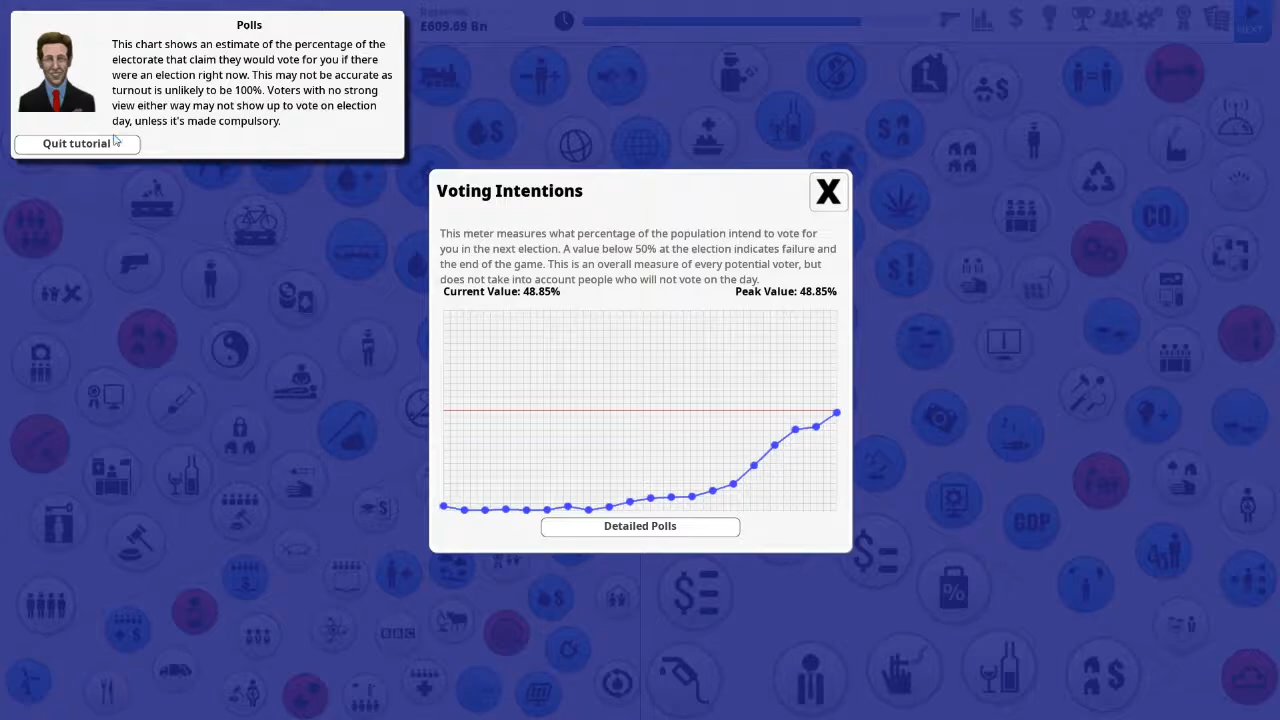 Polls
This chart shows an estimate of the percentage of the
electorate that claim they would vote for you if there
were an election right now. This may not be accurate as
turnout is unlikely to be 100%. Voters with no strong
view either way may not show up to vote on election
day, unless it's made compulsory.
Quit tutorial
£609.69 Bn
NEXT
Voting Intentions
X
This meter measures what percentage of the population intend to vote for
you in the next election. A value below 50% at the election indicates failure and
the end of the game. This is an overall measure of every potential voter, but
does not take into account people who will not vote on the day.
Current Value: 48.85%
Peak Value: 48.85%
Detailed Polls
CO₂
GDP
BBC